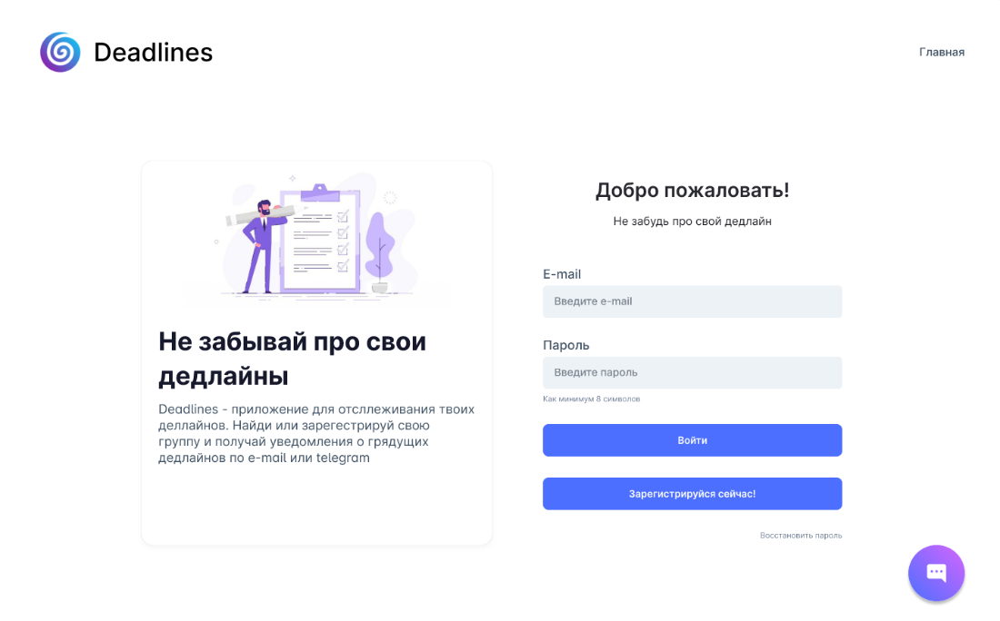 Deadlines
Главная
Не забывай про свои
дедлайны
Deadlines - приложение для отсллеживания твоих
деллайнов. Найди или зарегестрируй свою
группу и получай уведомления о грядущих
дедлайнов по e-mail или telegram
Добро пожаловать!
Не забудь про свой дедлайн
E-mail
Введите e-mail
Пароль
Введите пароль
Как минимум 8 символов
Войти
Зарегистрируйся сейчас!
Восстановить пароль